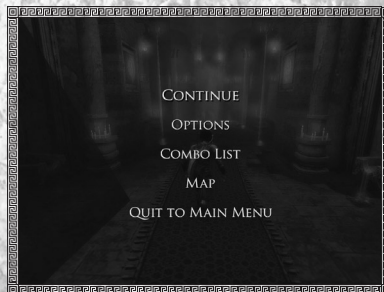 Continue
Options
Combo List
Map
Quit to Main Menu